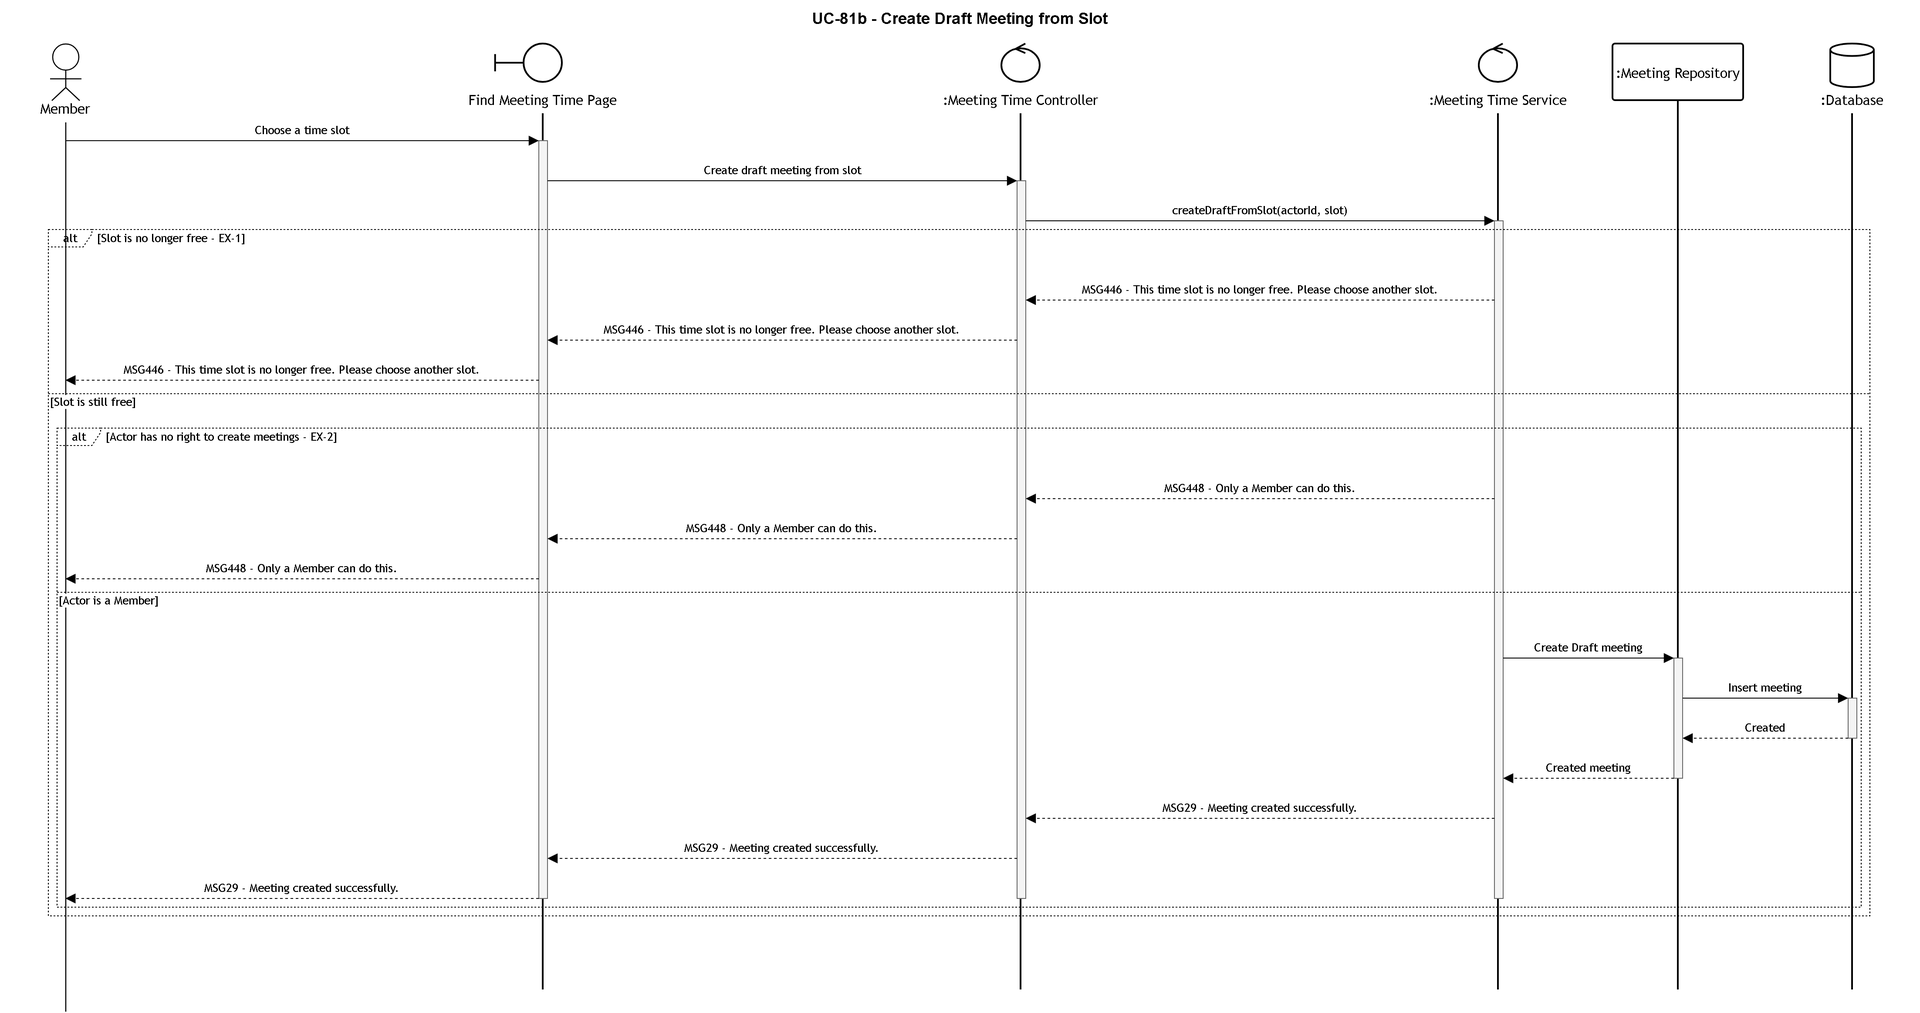 UC-81b - Create Draft Meeting from Slot
Member
Find Meeting Time Page
:Meeting Time Controller
:Meeting Time Service
:Meeting Repository
:Database
Choose a time slot
Create draft meeting from slot
createDraftFromSlot(actorId, slot)
alt [Slot is no longer free - EX-1]
MSG446 - This time slot is no longer free. Please choose another slot.
MSG446 - This time slot is no longer free. Please choose another slot.
MSG446 - This time slot is no longer free. Please choose another slot.
[Slot is still free]
alt [Actor has no right to create meetings - EX-2]
MSG448 - Only a Member can do this.
MSG448 - Only a Member can do this.
MSG448 - Only a Member can do this.
[Actor is a Member]
Create Draft meeting
Insert meeting
Created
Created meeting
MSG29 - Meeting created successfully.
MSG29 - Meeting created successfully.
MSG29 - Meeting created successfully.